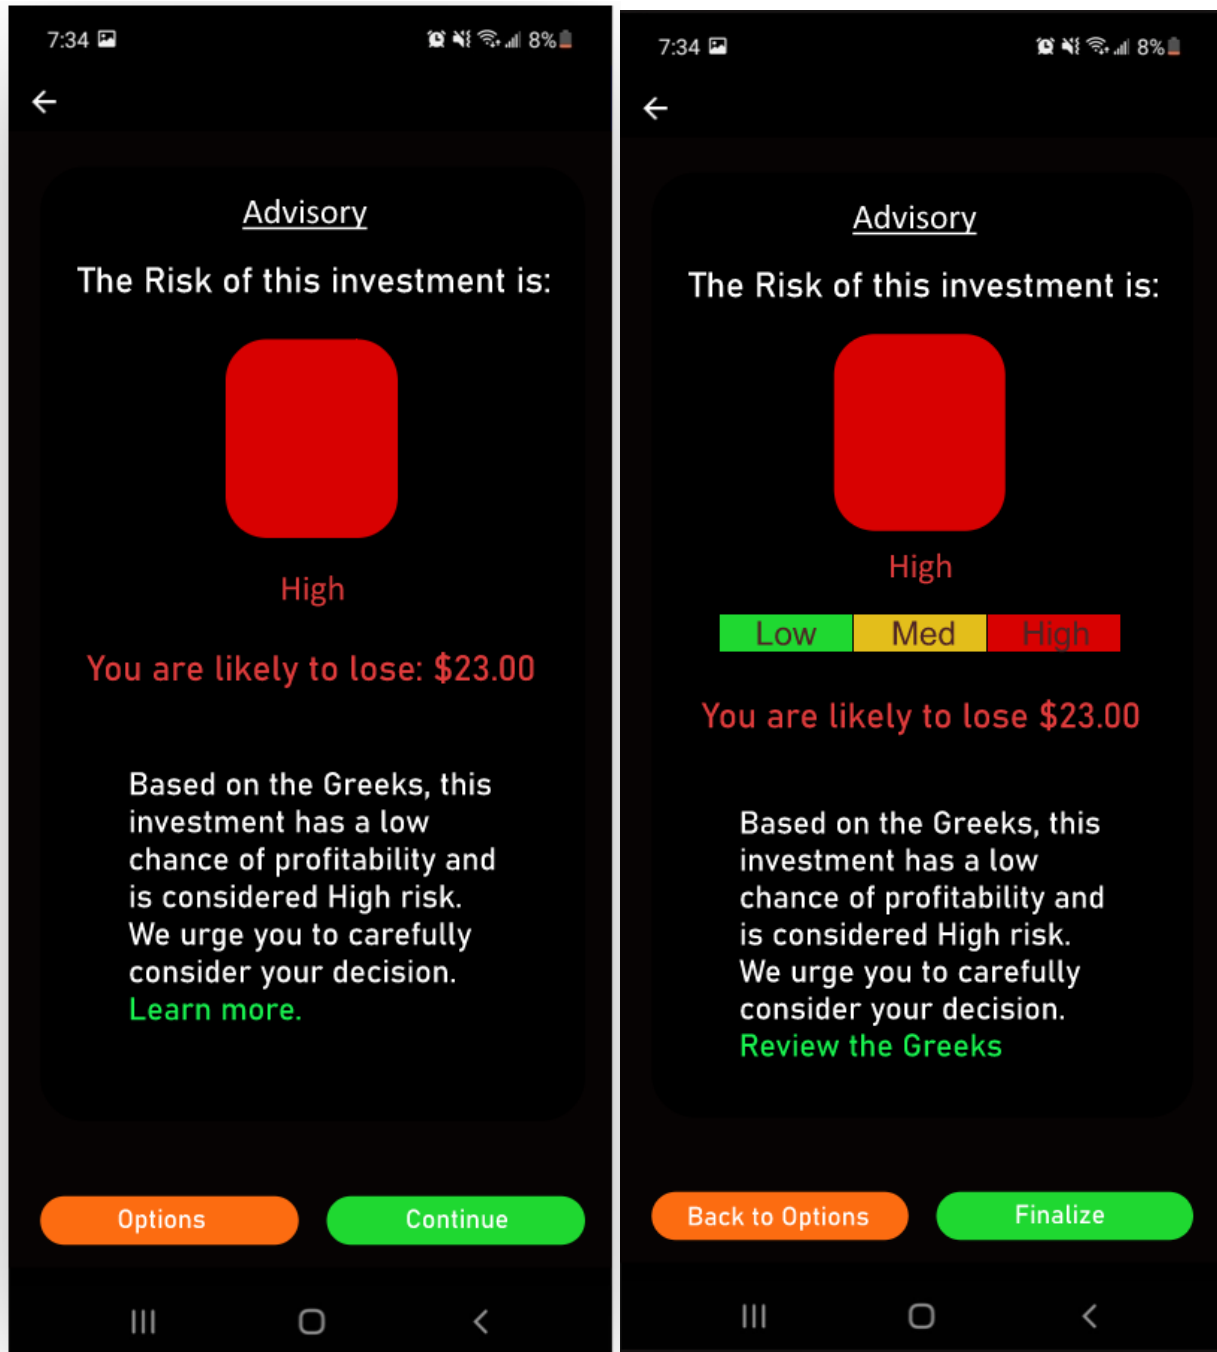 7:34
8%
Advisory
The Risk of this investment is:
High
You are likely to lose: $23.00
Based on the Greeks, this
investment has a low
chance of profitability and
is considered High risk.
We urge you to carefully
consider your decision.
Learn more.
Options
Continue
7:34
8%
Advisory
The Risk of this investment is:
High
Low
Med
High
You are likely to lose $23.00
Based on the Greeks, this
investment has a low
chance of profitability and
is considered High risk.
We urge you to carefully
consider your decision.
Review the Greeks
Back to Options
Finalize